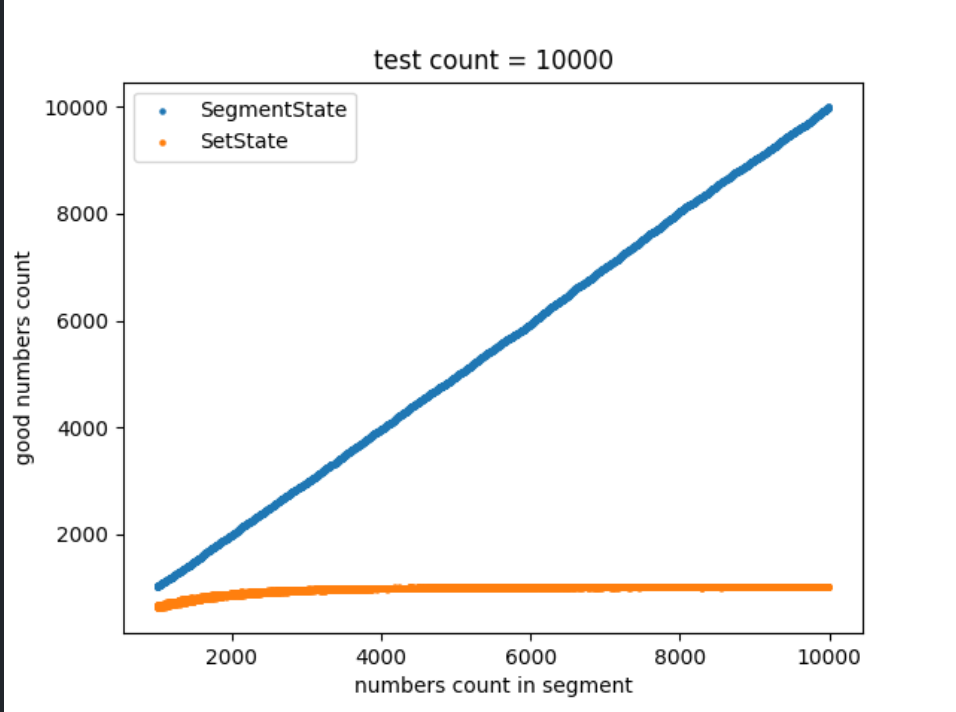 test count = 10000
SegmentState
SetState
10000
8000
6000
4000
2000
good numbers count
2000 4000 6000 8000 10000
numbers count in segment